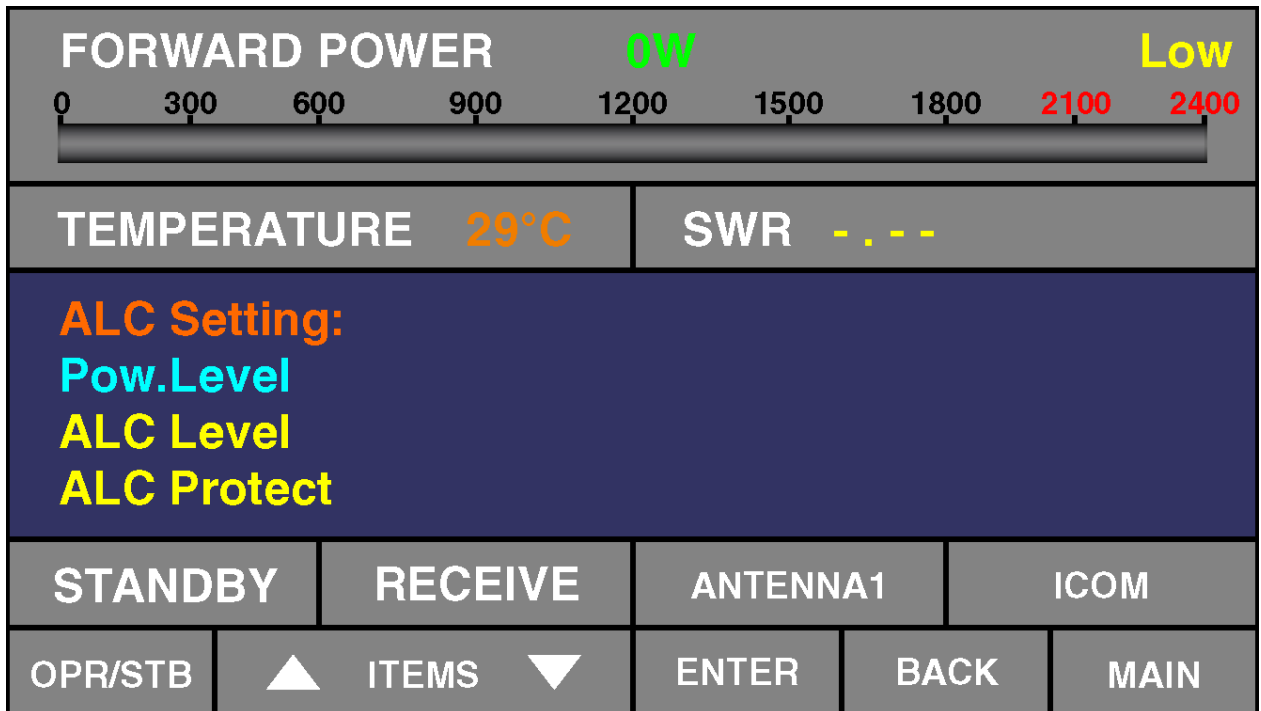 FORWARD POWER 0W Low
0 300 600 900 1200 1500 1800 2100 2400
TEMPERATURE 29°C SWR -.--
ALC Setting:
Pow.Level
ALC Level
ALC Protect
STANDBY RECEIVE ANTENNA1 ICOM
OPR/STB ▲ ITEMS ▼ ENTER BACK MAIN